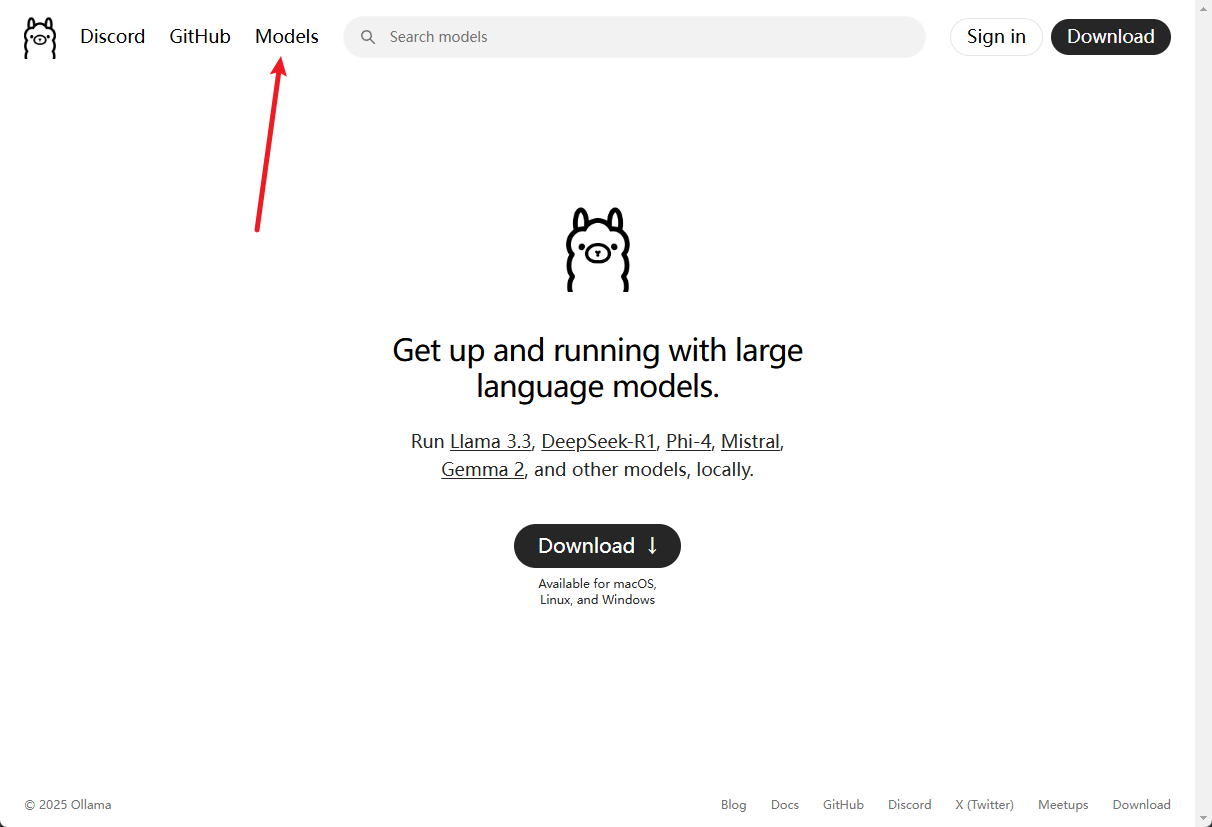 Discord GitHub Models Search models Sign in Download
Get up and running with large
language models.
Run Llama 3.3, DeepSeek-R1, Phi-4, Mistral,
Gemma 2, and other models, locally.
Download ↓
Available for macOS,
Linux, and Windows
© 2025 Ollama Blog Docs GitHub Discord X (Twitter) Meetups Download